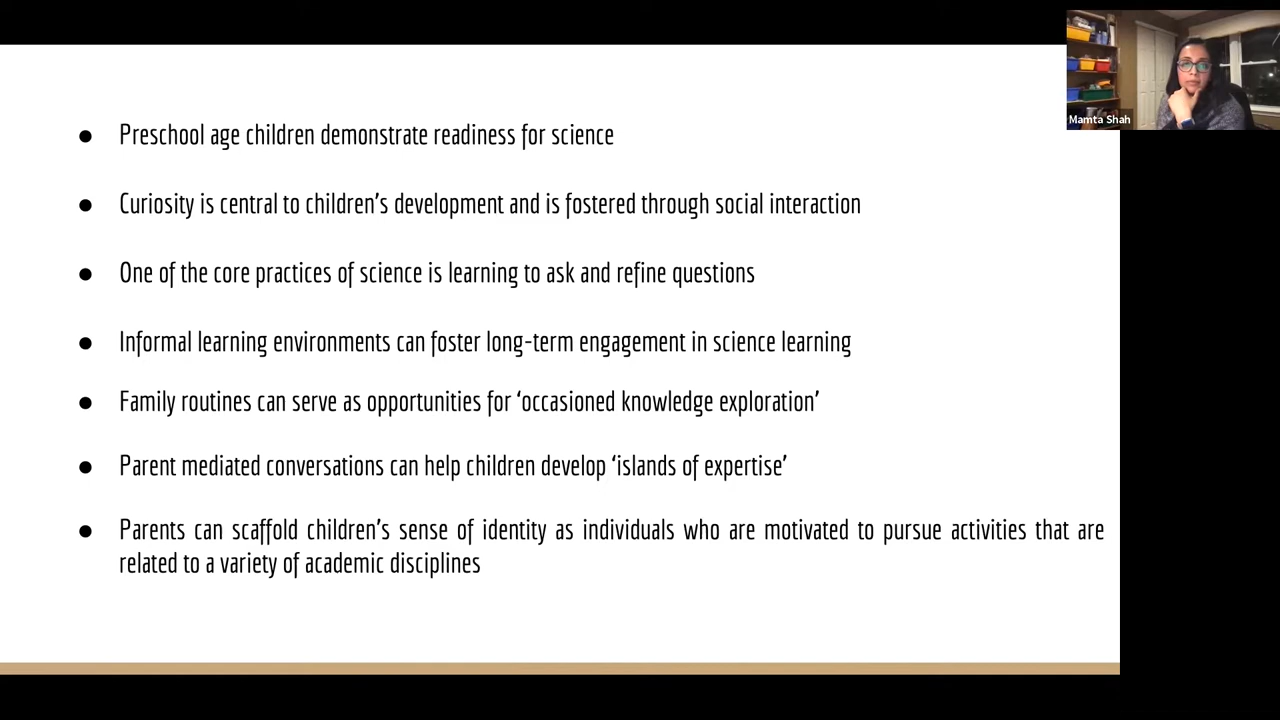 Mamta Shah
● Preschool age children demonstrate readiness for science
● Curiosity is central to children’s development and is fostered through social interaction
● One of the core practices of science is learning to ask and refine questions
● Informal learning environments can foster long-term engagement in science learning
● Family routines can serve as opportunities for ‘occasioned knowledge exploration’
● Parent mediated conversations can help children develop ‘islands of expertise’
● Parents can scaffold children’s sense of identity as individuals who are motivated to pursue activities that are
related to a variety of academic disciplines